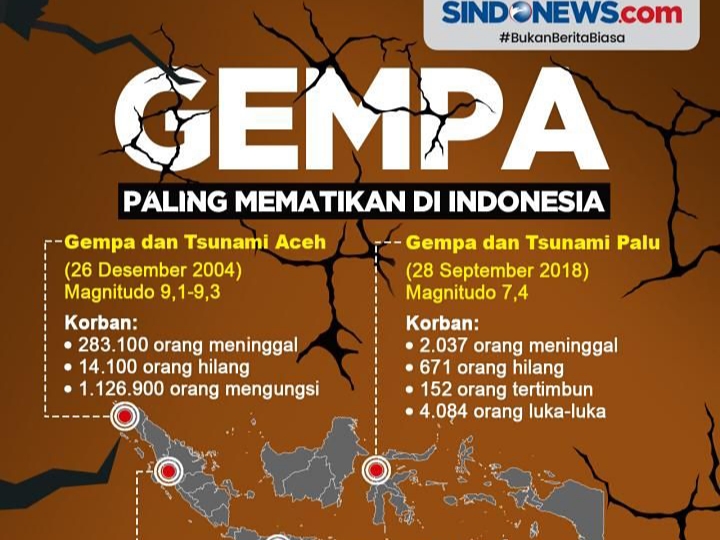 SINDONEWS.com
#BukanBeritaBiasa
GEMPA
PALING MEMATIKAN DI INDONESIA
Gempa dan Tsunami Aceh
(26 Desember 2004)
Magnitudo 9,1-9,3
Korban:
• 283.100 orang meninggal
• 14.100 orang hilang
• 1.126.900 orang mengungsi
Gempa dan Tsunami Palu
(28 September 2018)
Magnitudo 7,4
Korban:
• 2.037 orang meninggal
• 671 orang hilang
• 152 orang tertimbun
• 4.084 orang luka-luka